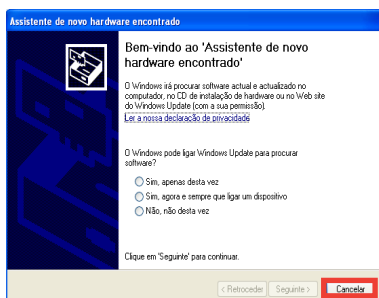 Assistente de novo hardware encontrado
Bem-vindo ao 'Assistente de novo
hardware encontrado'
O Windows irá procurar software actual e actualizado no
computador, no CD de instalação de hardware ou no Web site
do Windows Update (com a sua permissão).
Ler a nossa declaração de privacidade
O Windows pode ligar Windows Update para procurar
software?
Sim, apenas desta vez
Sim, agora e sempre que ligar um dispositivo
Não, não desta vez
Clique em 'Seguinte' para continuar.
< Retroceder Seguinte > Cancelar